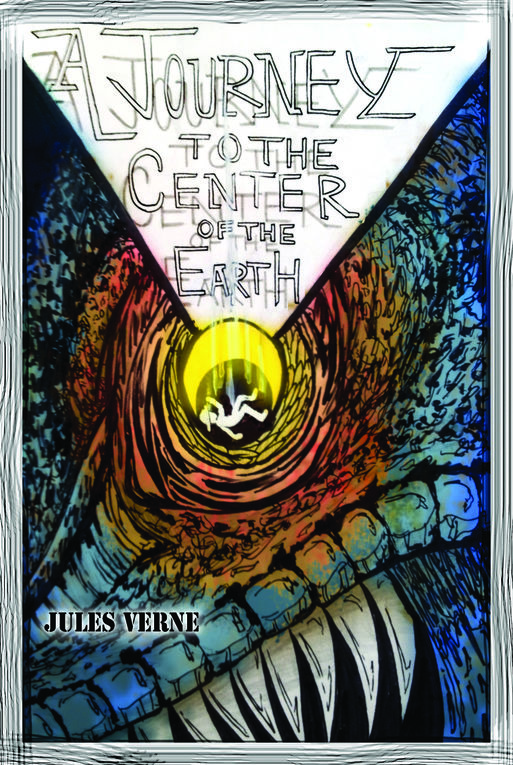 A JOURNEY
TO THE
CENTER
OF THE
EARTH
JULES VERNE